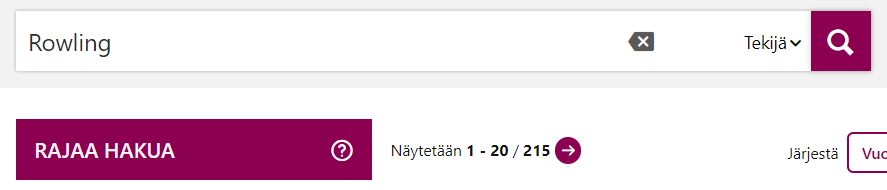 Rowling
Tekijä
RAJAA HAKUA
Näytetään 1 - 20 / 215
Järjestä